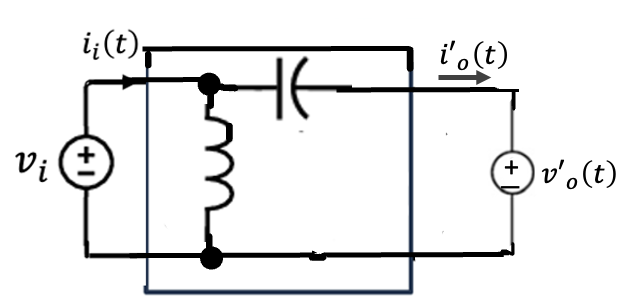 i_i(t)
i'_o(t)
v_i
+
−
+
−
v'_o(t)